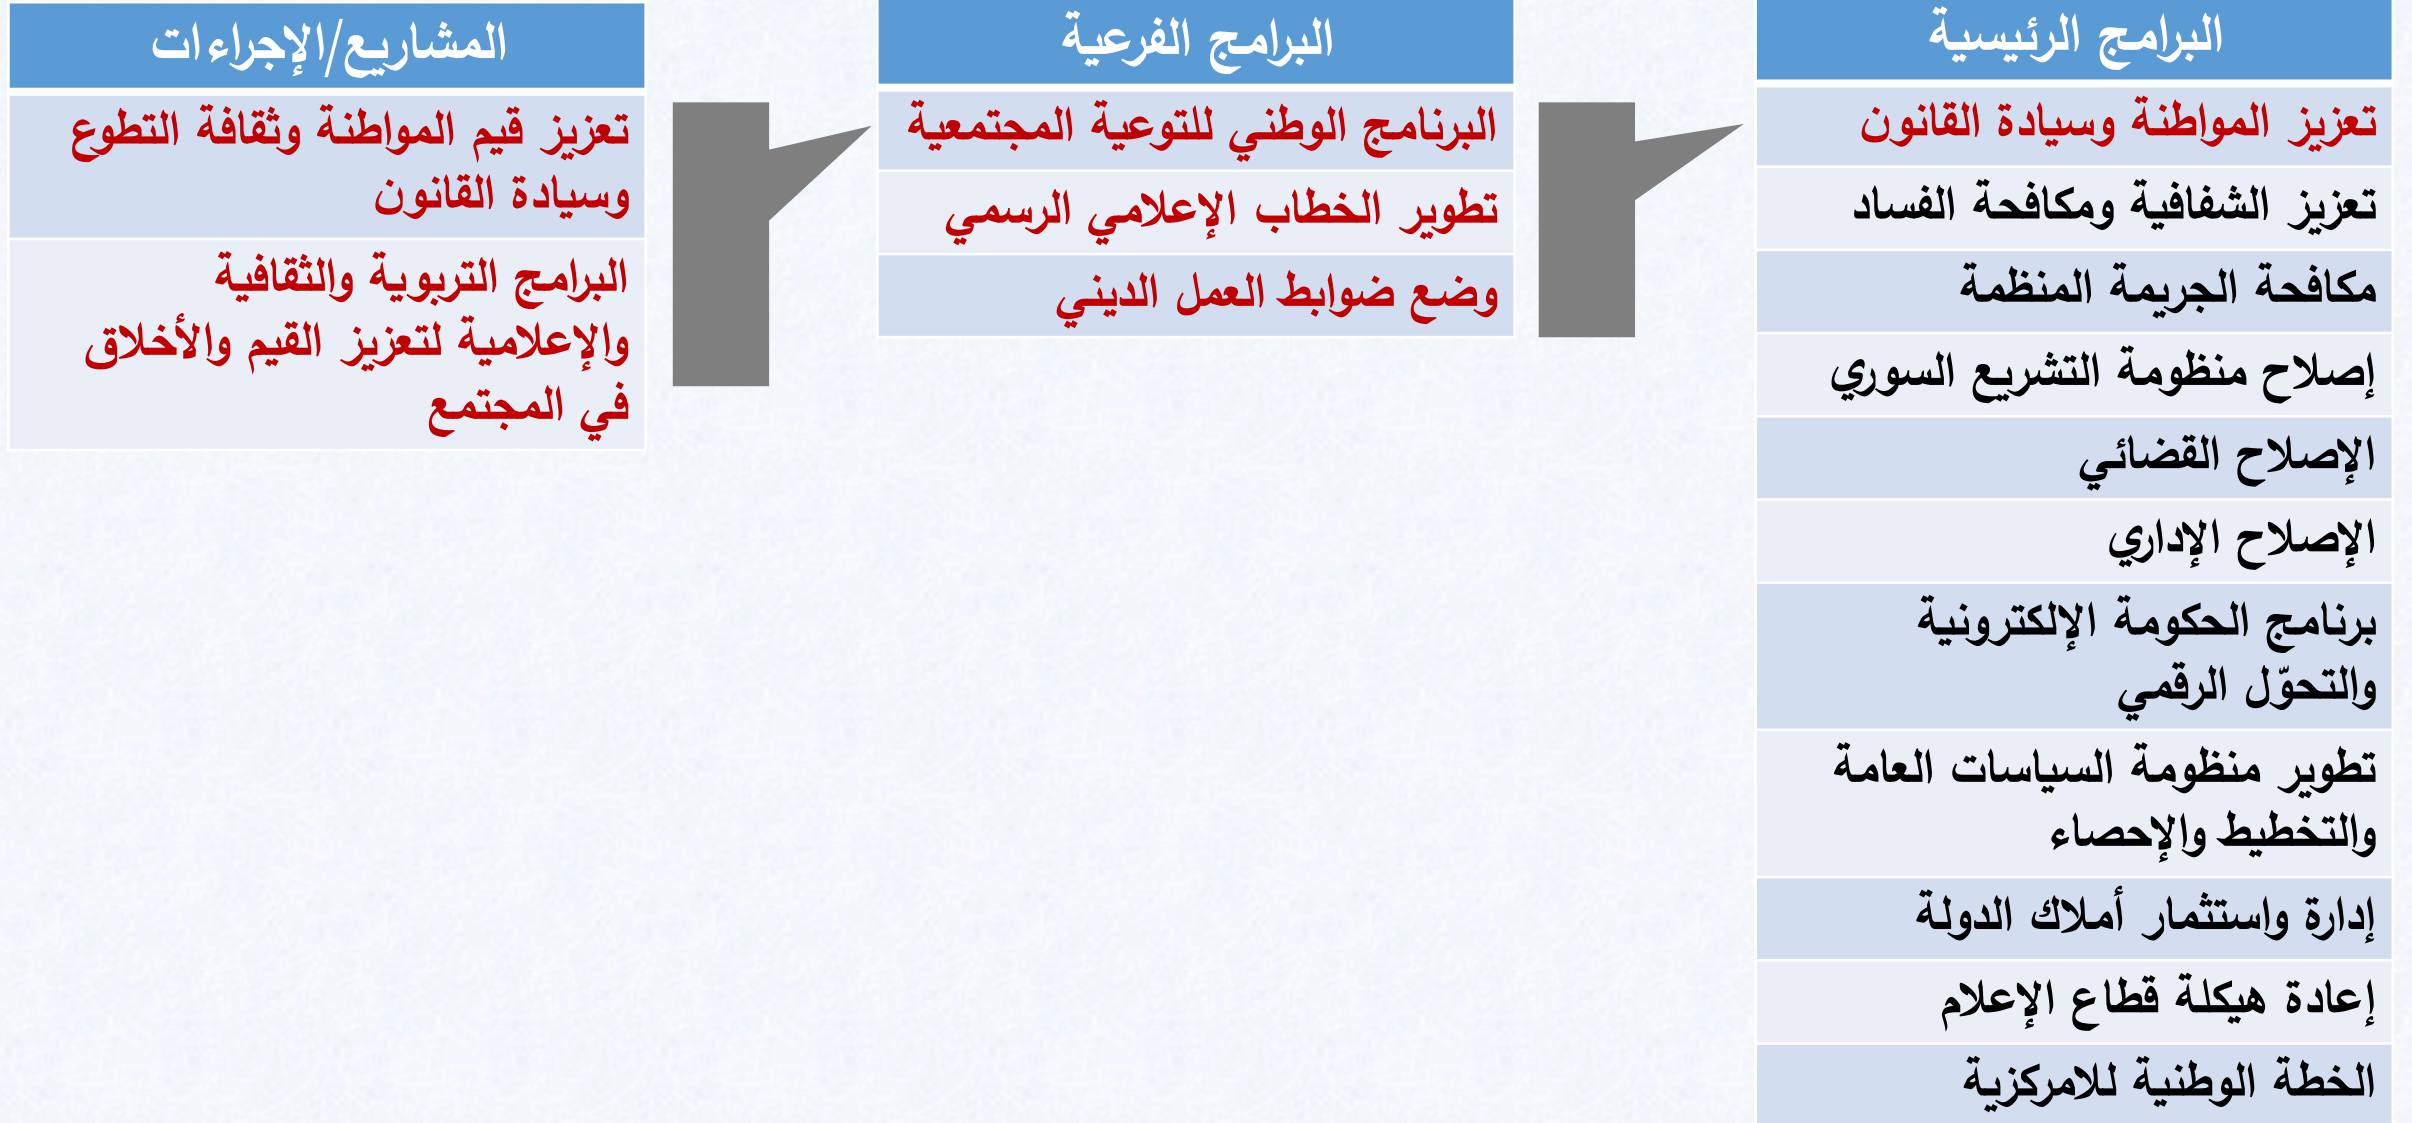 البرامج الرئيسية
تعزيز المواطنة وسيادة القانون
تعزيز الشفافية ومكافحة الفساد
مكافحة الجريمة المنظمة
إصلاح منظومة التشريع السوري
الإصلاح القضائي
الإصلاح الإداري
برنامج الحكومة الإلكترونية
والتحوّل الرقمي
تطوير منظومة السياسات العامة
والتخطيط والإحصاء
إدارة واستثمار أملاك الدولة
إعادة هيكلة قطاع الإعلام
الخطة الوطنية للامركزية
البرامج الفرعية
البرنامج الوطني للتوعية المجتمعية
تطوير الخطاب الإعلامي الرسمي
وضع ضوابط العمل الديني
المشاريع/الإجراءات
تعزيز قيم المواطنة وثقافة التطوع
وسيادة القانون
البرامج التربوية والثقافية
والإعلامية لتعزيز القيم والأخلاق
في المجتمع